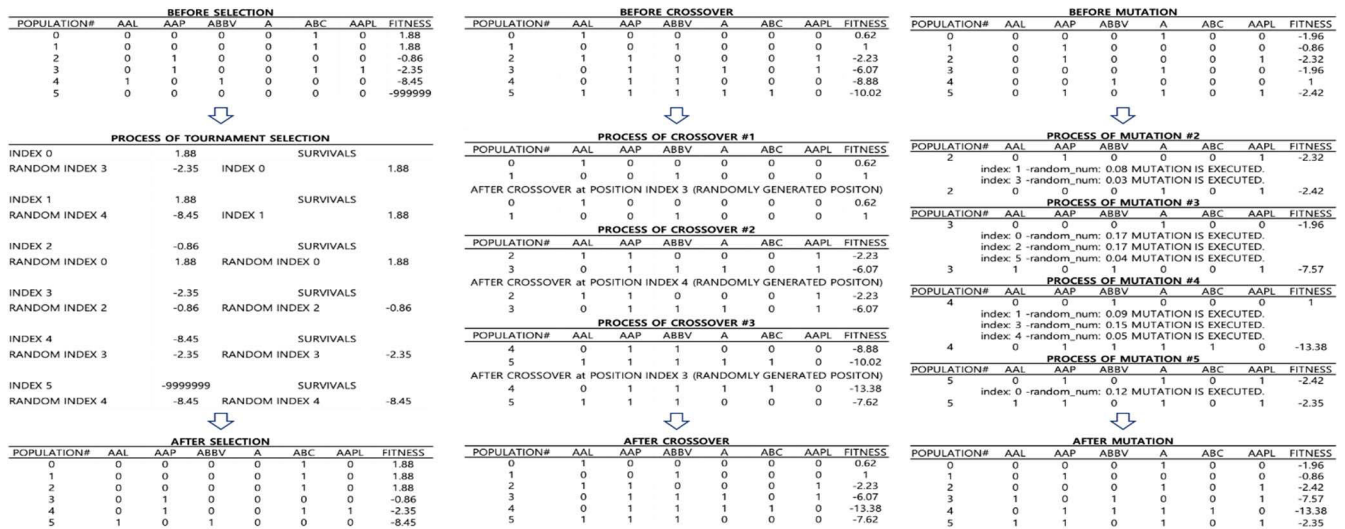 BEFORE SELECTION
POPULATION# AAL AAP ABBV A ABC AAPL FITNESS
0 0 0 0 0 1 0 1.88
1 0 0 0 0 1 0 1.88
2 0 1 0 0 0 0 -0.86
3 0 1 0 0 1 1 -2.35
4 1 0 1 0 0 0 -8.45
5 0 0 0 0 0 0 -999999
PROCESS OF TOURNAMENT SELECTION
INDEX 0 1.88 SURVIVALS
RANDOM INDEX 3 -2.35 INDEX 0 1.88
INDEX 1 1.88 SURVIVALS
RANDOM INDEX 4 -8.45 INDEX 1 1.88
INDEX 2 -0.86 SURVIVALS
RANDOM INDEX 0 1.88 RANDOM INDEX 0 1.88
INDEX 3 -2.35 SURVIVALS
RANDOM INDEX 2 -0.86 RANDOM INDEX 2 -0.86
INDEX 4 -8.45 SURVIVALS
RANDOM INDEX 3 -2.35 RANDOM INDEX 3 -2.35
INDEX 5 -9999999 SURVIVALS
RANDOM INDEX 4 -8.45 RANDOM INDEX 4 -8.45
AFTER SELECTION
POPULATION# AAL AAP ABBV A ABC AAPL FITNESS
0 0 0 0 0 1 0 1.88
1 0 0 0 0 1 0 1.88
2 0 0 0 0 1 0 1.88
3 0 1 0 0 0 0 -0.86
4 0 1 0 0 1 1 -2.35
5 1 0 1 0 0 0 -8.45
BEFORE CROSSOVER
POPULATION# AAL AAP ABBV A ABC AAPL FITNESS
0 1 0 0 0 0 0 0.62
1 0 0 1 0 0 0 1
2 1 1 0 0 0 1 -2.23
3 0 1 1 1 0 1 -6.07
4 0 1 1 0 0 0 -8.88
5 1 1 1 1 1 0 -10.02
PROCESS OF CROSSOVER #1
POPULATION# AAL AAP ABBV A ABC AAPL FITNESS
0 1 0 0 0 0 0 0.62
1 0 0 1 0 0 0 1
AFTER CROSSOVER at POSITION INDEX 3 (RANDOMLY GENERATED POSITON)
0 1 0 0 0 0 0 0.62
1 0 0 1 0 0 0 1
PROCESS OF CROSSOVER #2
POPULATION# AAL AAP ABBV A ABC AAPL FITNESS
2 1 1 0 0 0 1 -2.23
3 0 1 1 1 0 1 -6.07
AFTER CROSSOVER at POSITION INDEX 4 (RANDOMLY GENERATED POSITON)
2 1 1 0 0 0 1 -2.23
3 0 1 1 1 0 1 -6.07
PROCESS OF CROSSOVER #3
POPULATION# AAL AAP ABBV A ABC AAPL FITNESS
4 0 1 1 0 0 0 -8.88
5 1 1 1 1 1 0 -10.02
AFTER CROSSOVER at POSITION INDEX 3 (RANDOMLY GENERATED POSITON)
4 0 1 1 1 1 0 -13.38
5 1 1 1 0 0 0 -7.62
AFTER CROSSOVER
POPULATION# AAL AAP ABBV A ABC AAPL FITNESS
0 1 0 0 0 0 0 0.62
1 0 0 1 0 0 0 1
2 1 1 0 0 0 1 -2.23
3 0 1 1 1 0 1 -6.07
4 0 1 1 1 1 0 -13.38
5 1 1 1 0 0 0 -7.62
BEFORE MUTATION
POPULATION# AAL AAP ABBV A ABC AAPL FITNESS
0 0 0 0 1 0 0 -1.96
1 0 1 0 0 0 0 -0.86
2 0 1 0 0 0 1 -2.32
3 0 0 0 1 0 0 -1.96
4 0 0 1 0 0 0 1
5 0 1 0 1 0 1 -2.42
PROCESS OF MUTATION #2
POPULATION# AAL AAP ABBV A ABC AAPL FITNESS
2 0 1 0 0 0 1 -2.32
index: 1 -random_num: 0.08 MUTATION IS EXECUTED.
index: 3 -random_num: 0.03 MUTATION IS EXECUTED.
2 0 0 0 1 0 1 -2.42
PROCESS OF MUTATION #3
POPULATION# AAL AAP ABBV A ABC AAPL FITNESS
3 0 0 0 1 0 0 -1.96
index: 0 -random_num: 0.17 MUTATION IS EXECUTED.
index: 2 -random_num: 0.17 MUTATION IS EXECUTED.
index: 5 -random_num: 0.04 MUTATION IS EXECUTED.
3 1 0 1 0 0 1 -7.57
PROCESS OF MUTATION #4
POPULATION# AAL AAP ABBV A ABC AAPL FITNESS
4 0 0 1 0 0 0 1
index: 1 -random_num: 0.09 MUTATION IS EXECUTED.
index: 3 -random_num: 0.15 MUTATION IS EXECUTED.
index: 4 -random_num: 0.05 MUTATION IS EXECUTED.
4 0 1 1 1 1 0 -13.38
PROCESS OF MUTATION #5
POPULATION# AAL AAP ABBV A ABC AAPL FITNESS
5 0 1 0 1 0 1 -2.42
index: 0 -random_num: 0.12 MUTATION IS EXECUTED.
5 1 1 0 1 0 1 -2.35
AFTER MUTATION
POPULATION# AAL AAP ABBV A ABC AAPL FITNESS
0 0 0 0 1 0 0 -1.96
1 0 1 0 0 0 0 -0.86
2 0 0 0 1 0 1 -2.42
3 1 0 1 0 0 1 -7.57
4 0 1 1 1 1 0 -13.38
5 1 1 0 1 0 1 -2.35